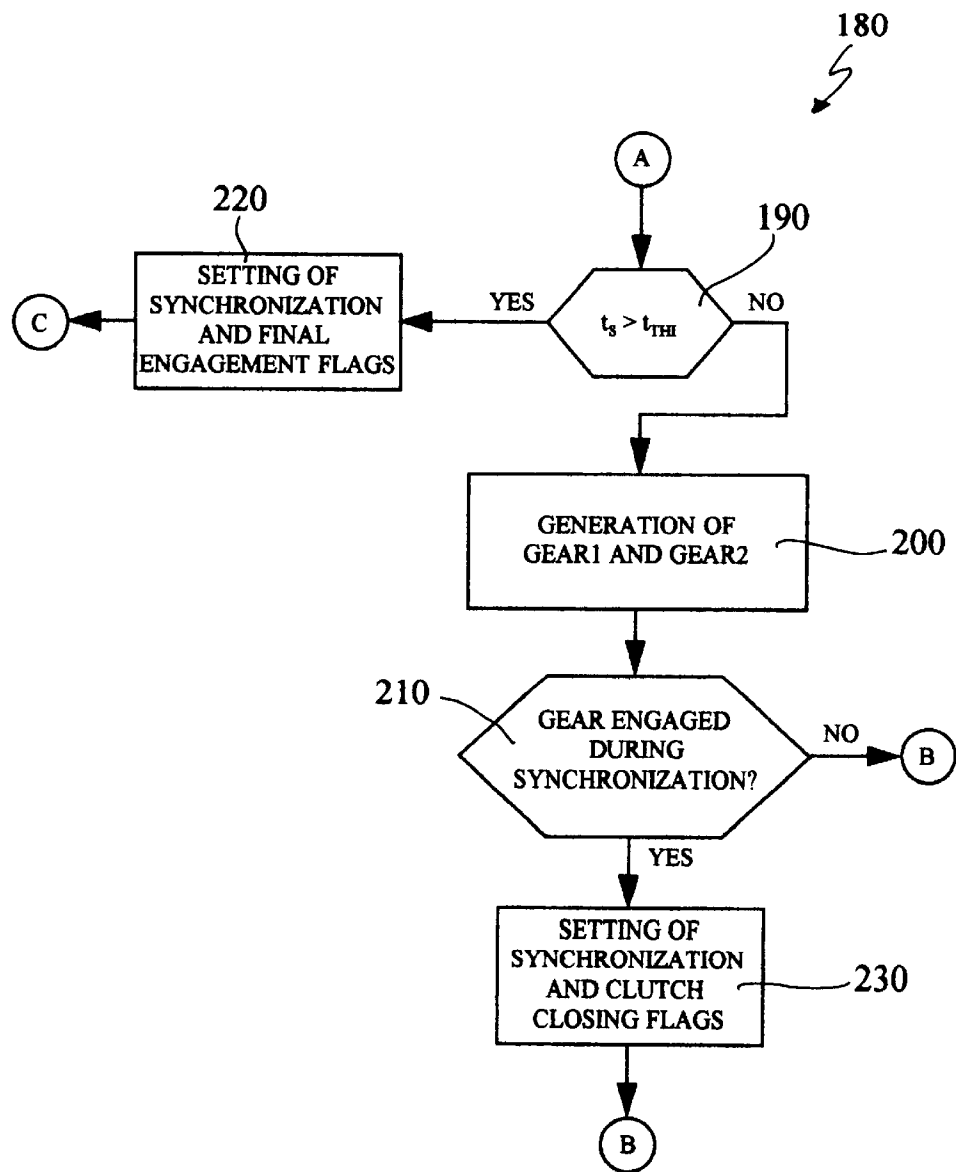 180
A
220
190
SETTING OF
SYNCHRONIZATION
AND FINAL
ENGAGEMENT FLAGS
C
YES
tS > tTHI
NO
GENERATION OF
GEAR1 AND GEAR2
200
210
GEAR ENGAGED
DURING
SYNCHRONIZATION?
NO
B
YES
SETTING OF
SYNCHRONIZATION
AND CLUTCH
CLOSING FLAGS
230
B